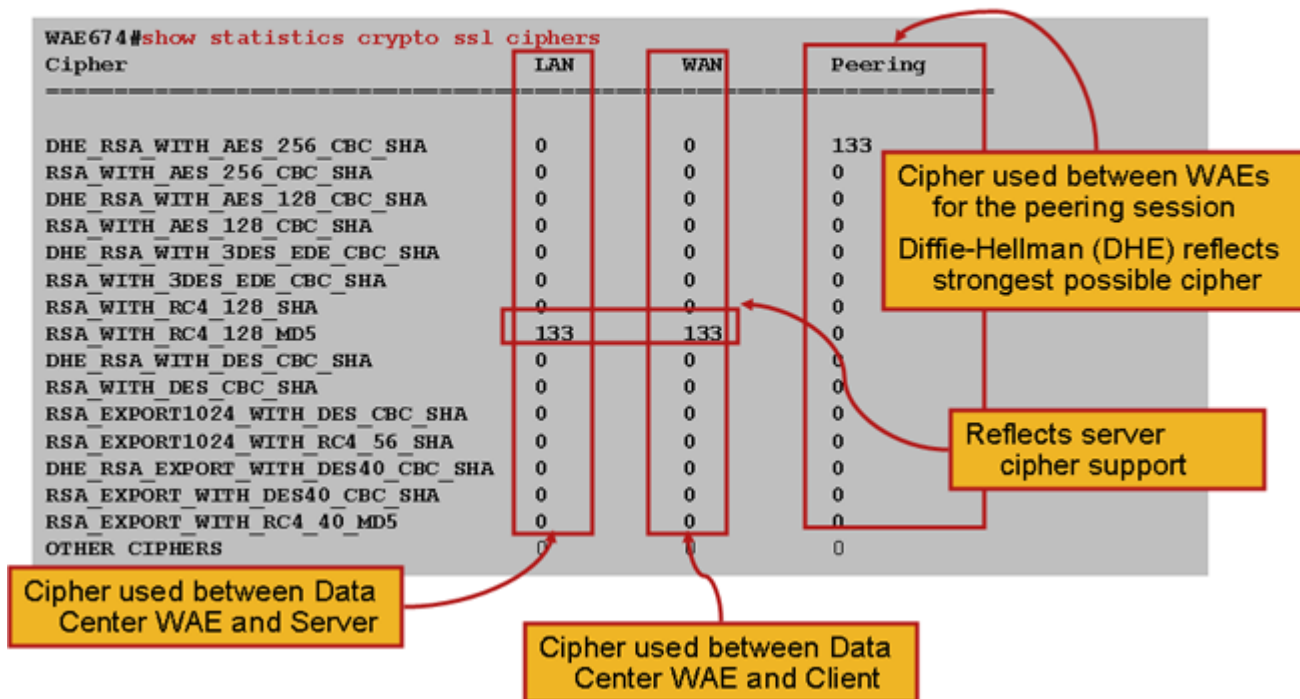 WAE674#show statistics crypto ssl ciphers
Cipher LAN WAN Peering
================================================================
DHE_RSA_WITH_AES_256_CBC_SHA 0 0 133
RSA_WITH_AES_256_CBC_SHA 0 0 0
DHE_RSA_WITH_AES_128_CBC_SHA 0 0 0
RSA_WITH_AES_128_CBC_SHA 0 0 0
DHE_RSA_WITH_3DES_EDE_CBC_SHA 0 0 0
RSA_WITH_3DES_EDE_CBC_SHA 0 0 0
RSA_WITH_RC4_128_SHA 0 0 0
RSA_WITH_RC4_128_MD5 133 133 0
DHE_RSA_WITH_DES_CBC_SHA 0 0 0
RSA_WITH_DES_CBC_SHA 0 0 0
RSA_EXPORT1024_WITH_DES_CBC_SHA 0 0 0
RSA_EXPORT1024_WITH_RC4_56_SHA 0 0 0
DHE_RSA_EXPORT_WITH_DES40_CBC_SHA 0 0 0
RSA_EXPORT_WITH_DES40_CBC_SHA 0 0 0
RSA_EXPORT_WITH_RC4_40_MD5 0 0 0
OTHER CIPHERS 0 0 0
Cipher used between WAEs
for the peering session
Diffie-Hellman (DHE) reflects
strongest possible cipher
Reflects server
cipher support
Cipher used between Data
Center WAE and Server
Cipher used between Data
Center WAE and Client